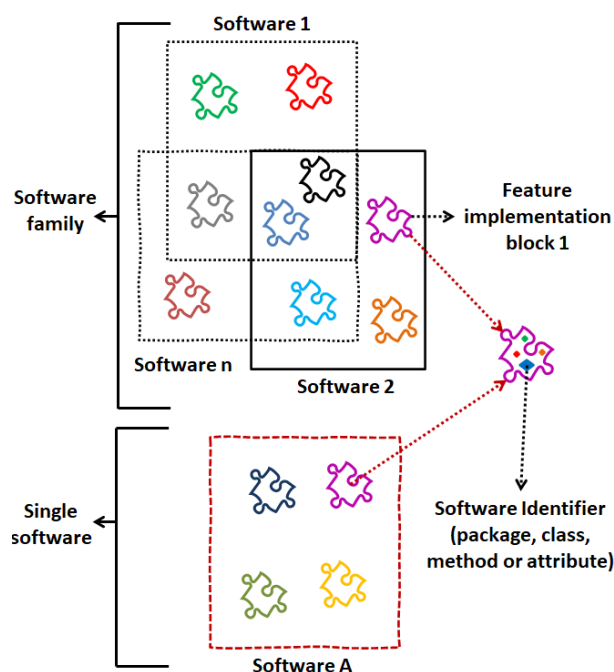 Software 1
Software
family
Feature
implementation
block 1
Software n
Software 2
Single
software
Software Identifier
(package, class,
method or attribute)
Software A